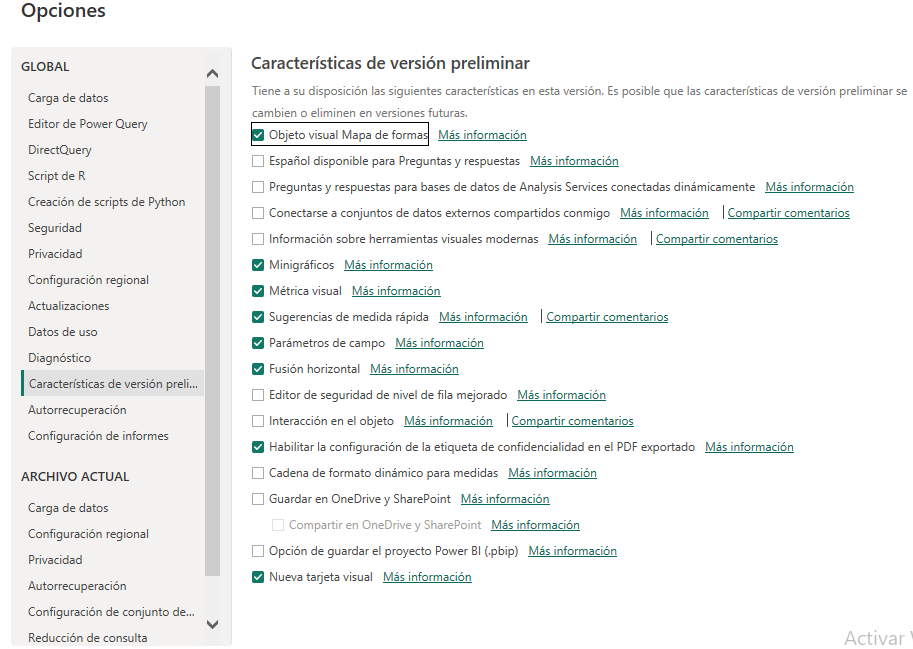 Opciones
GLOBAL
Carga de datos
Editor de Power Query
DirectQuery
Script de R
Creación de scripts de Python
Seguridad
Privacidad
Configuración regional
Actualizaciones
Datos de uso
Diagnóstico
Características de versión preli...
Autorrecuperación
Configuración de informes
ARCHIVO ACTUAL
Carga de datos
Configuración regional
Privacidad
Autorrecuperación
Configuración de conjunto de...
Reducción de consulta
Características de versión preliminar
Tiene a su disposición las siguientes características en esta versión. Es posible que las características de versión preliminar se
cambien o eliminen en versiones futuras.
Objeto visual Mapa de formas Más información
Español disponible para Preguntas y respuestas Más información
Preguntas y respuestas para bases de datos de Analysis Services conectadas dinámicamente Más información
Conectarse a conjuntos de datos externos compartidos conmigo Más información | Compartir comentarios
Información sobre herramientas visuales modernas Más información | Compartir comentarios
Minigráficos Más información
Métrica visual Más información
Sugerencias de medida rápida Más información | Compartir comentarios
Parámetros de campo Más información
Fusión horizontal Más información
Editor de seguridad de nivel de fila mejorado Más información
Interacción en el objeto Más información | Compartir comentarios
Habilitar la configuración de la etiqueta de confidencialidad en el PDF exportado Más información
Cadena de formato dinámico para medidas Más información
Guardar en OneDrive y SharePoint Más información
Compartir en OneDrive y SharePoint Más información
Opción de guardar el proyecto Power BI (.pbip) Más información
Nueva tarjeta visual Más información
Activar